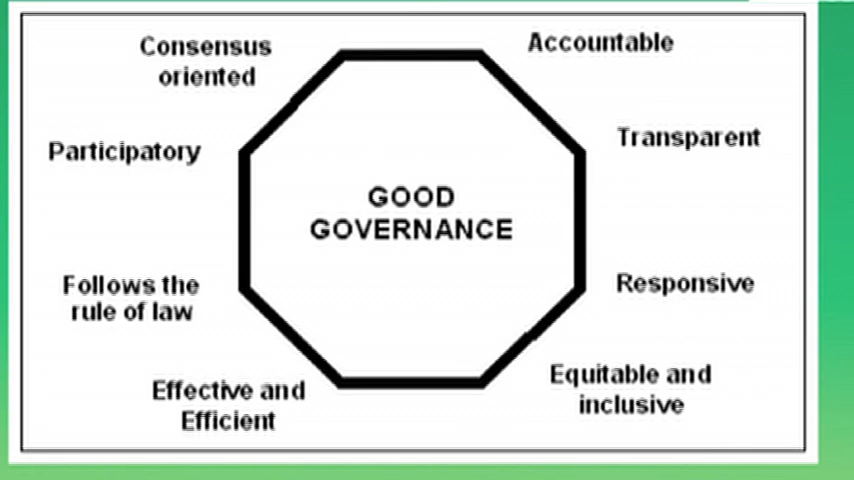 Consensus
oriented
Accountable
Participatory
Transparent
GOOD
GOVERNANCE
Follows the
rule of law
Responsive
Effective and
Efficient
Equitable and
inclusive